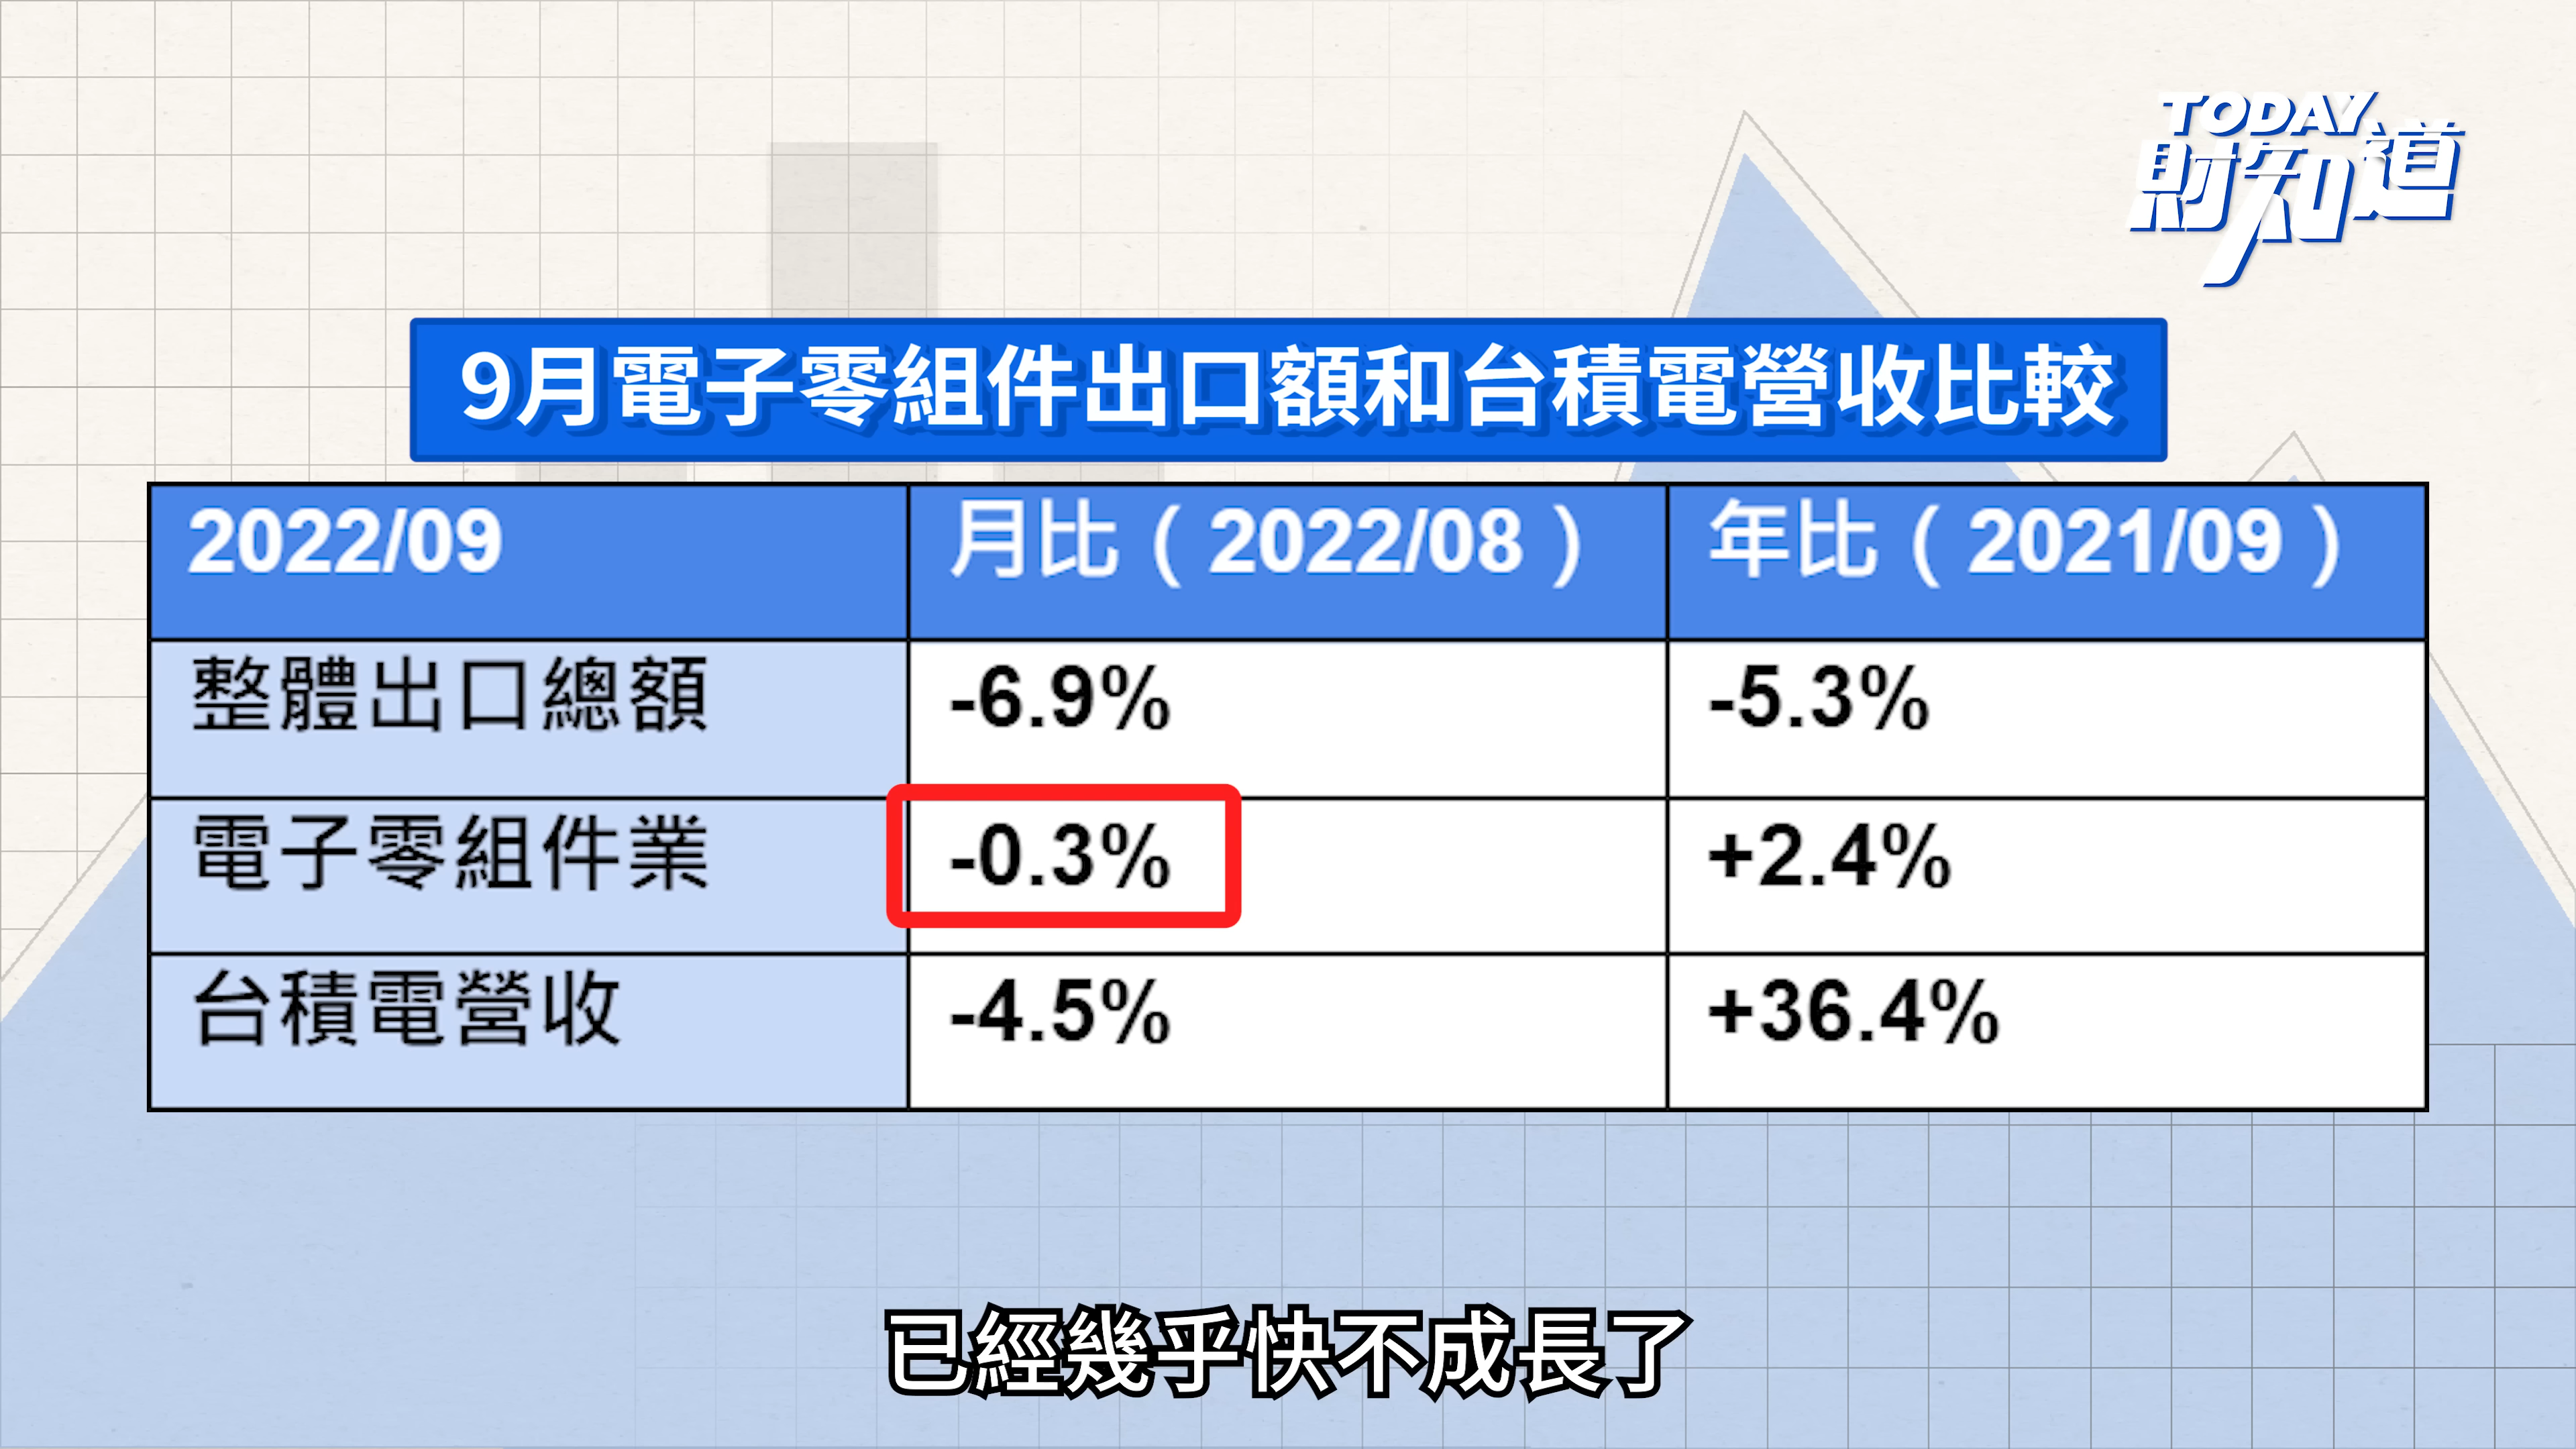 TODAY
財知道
9月電子零組件出口額和台積電營收比較
2022/09 月比（2022/08） 年比（2021/09）
整體出口總額 -6.9% -5.3%
電子零組件業 -0.3% +2.4%
台積電營收 -4.5% +36.4%
已經幾乎快不成長了